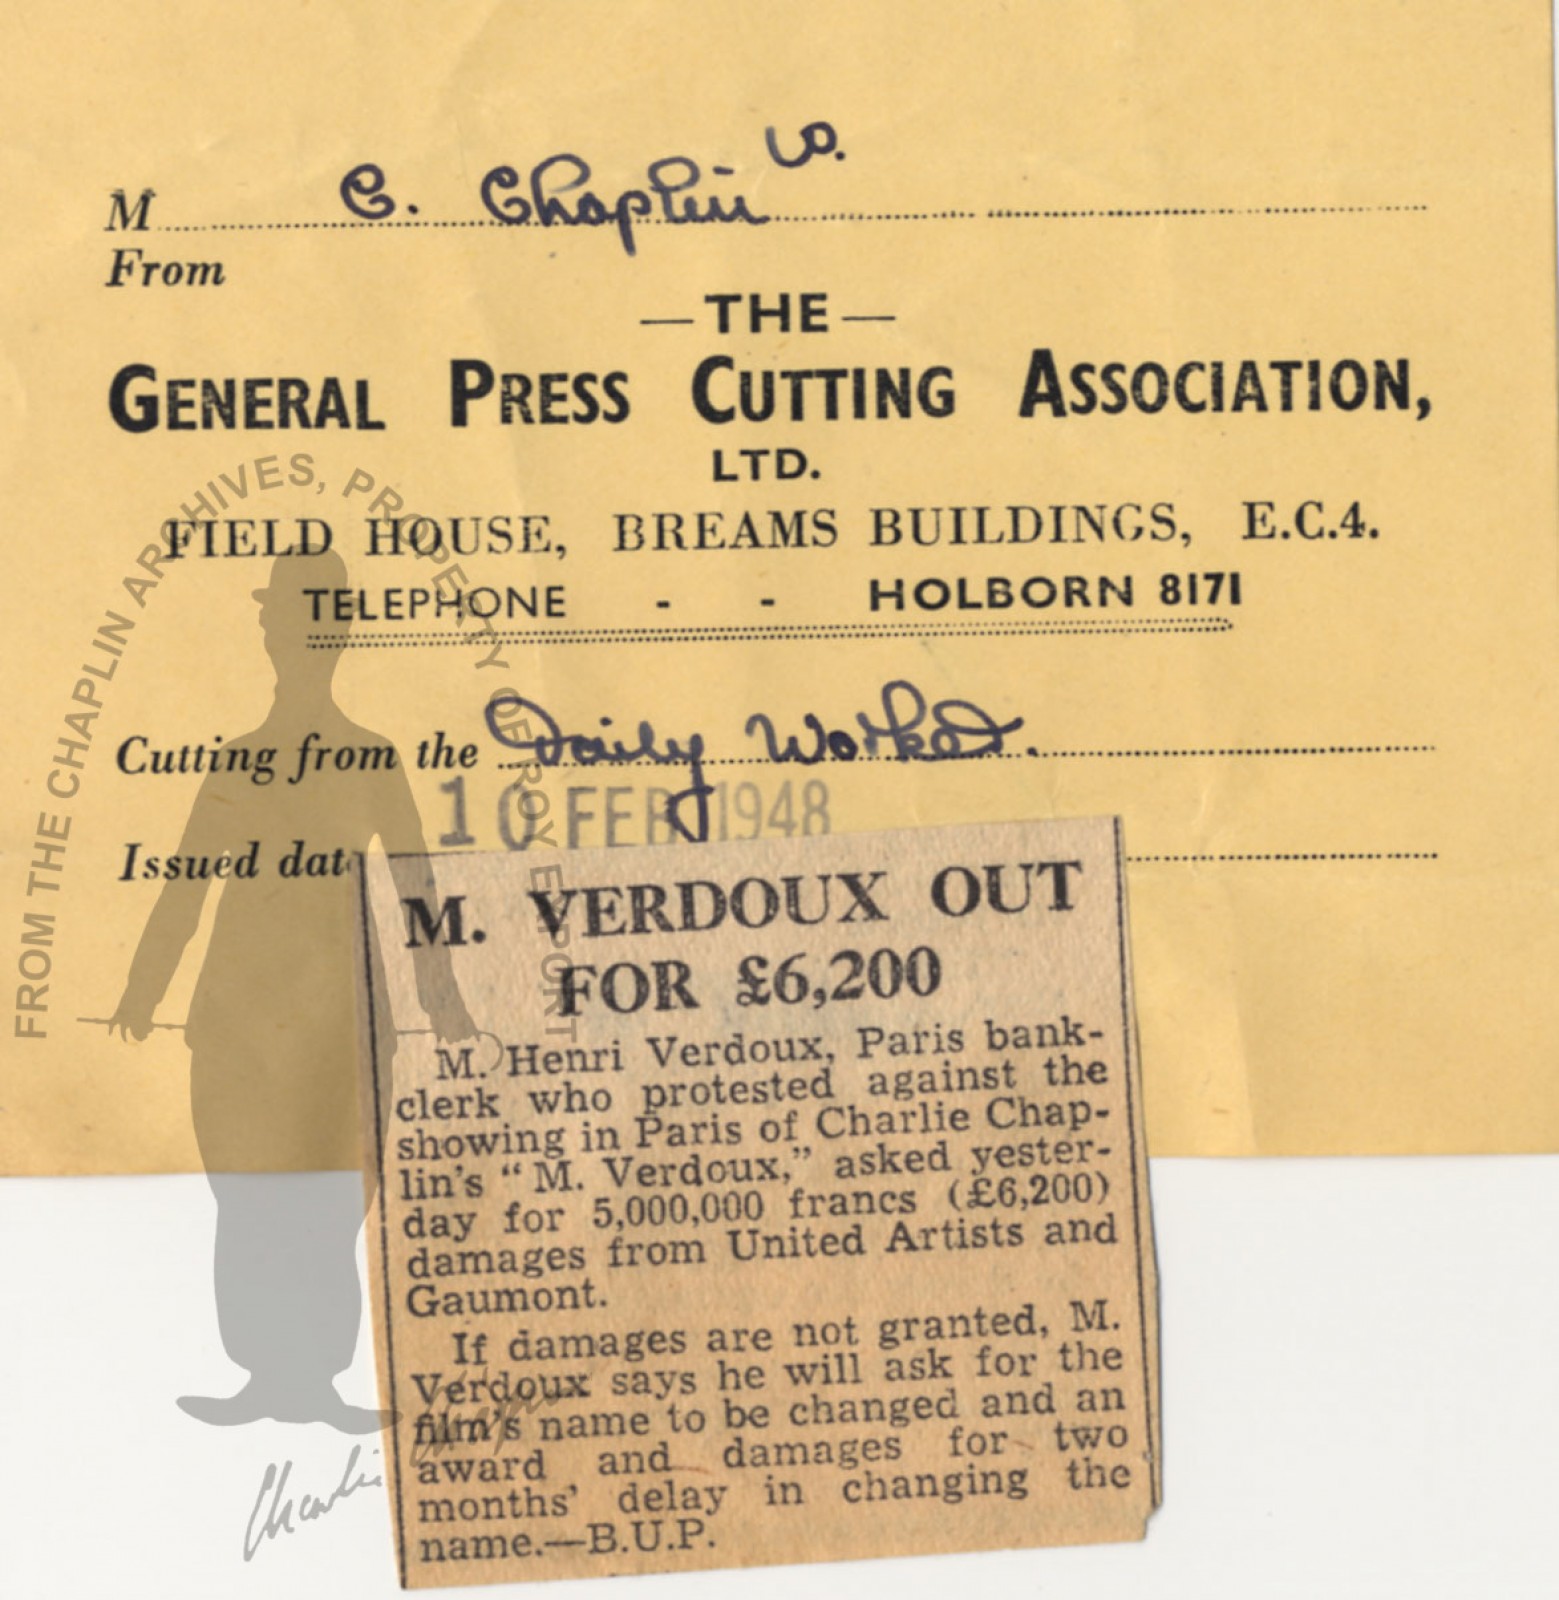 M C. Chaplin Co.
From
—THE—
GENERAL PRESS CUTTING ASSOCIATION,
LTD.
FIELD HOUSE, BREAMS BUILDINGS, E.C.4.
TELEPHONE - - HOLBORN 8171
Cutting from the Daily Worker.
10 FEB 1948
Issued date
M. VERDOUX OUT
FOR £6,200
M. Henri Verdoux, Paris bank-
clerk who protested against the
showing in Paris of Charlie Chap-
lin's "M. Verdoux," asked yester-
day for 5,000,000 francs (£6,200)
damages from United Artists and
Gaumont.
If damages are not granted, M.
Verdoux says he will ask for the
film's name to be changed and an
award and damages for two
months' delay in changing the
name.—B.U.P.
FROM THE CHAPLIN ARCHIVES, PROPERTY OF ROY EXPORT
Charlie Chaplin